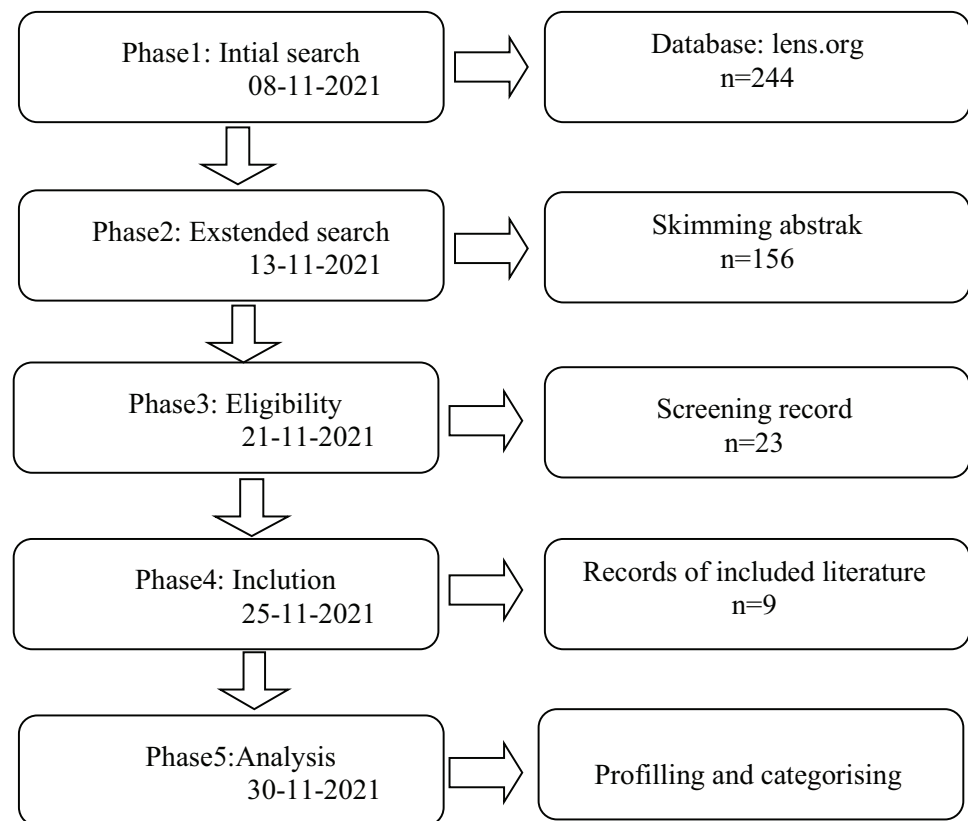 Phase1: Intial search
08-11-2021
Database: lens.org
n=244
Phase2: Exstended search
13-11-2021
Skimming abstrak
n=156
Phase3: Eligibility
21-11-2021
Screening record
n=23
Phase4: Inclution
25-11-2021
Records of included literature
n=9
Phase5:Analysis
30-11-2021
Profilling and categorising